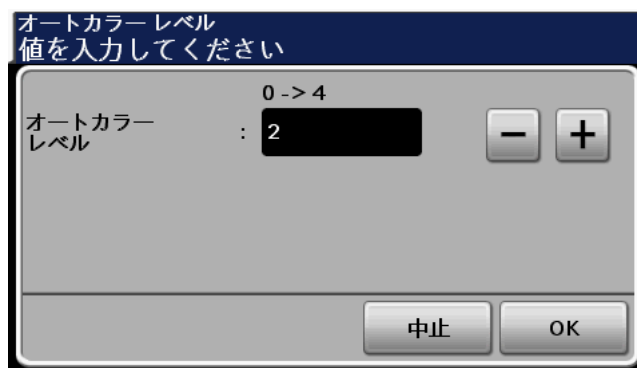 オートカラー レベル
値を入力してください
0 -> 4
オートカラー
レベル
: 2
− +
中止 OK